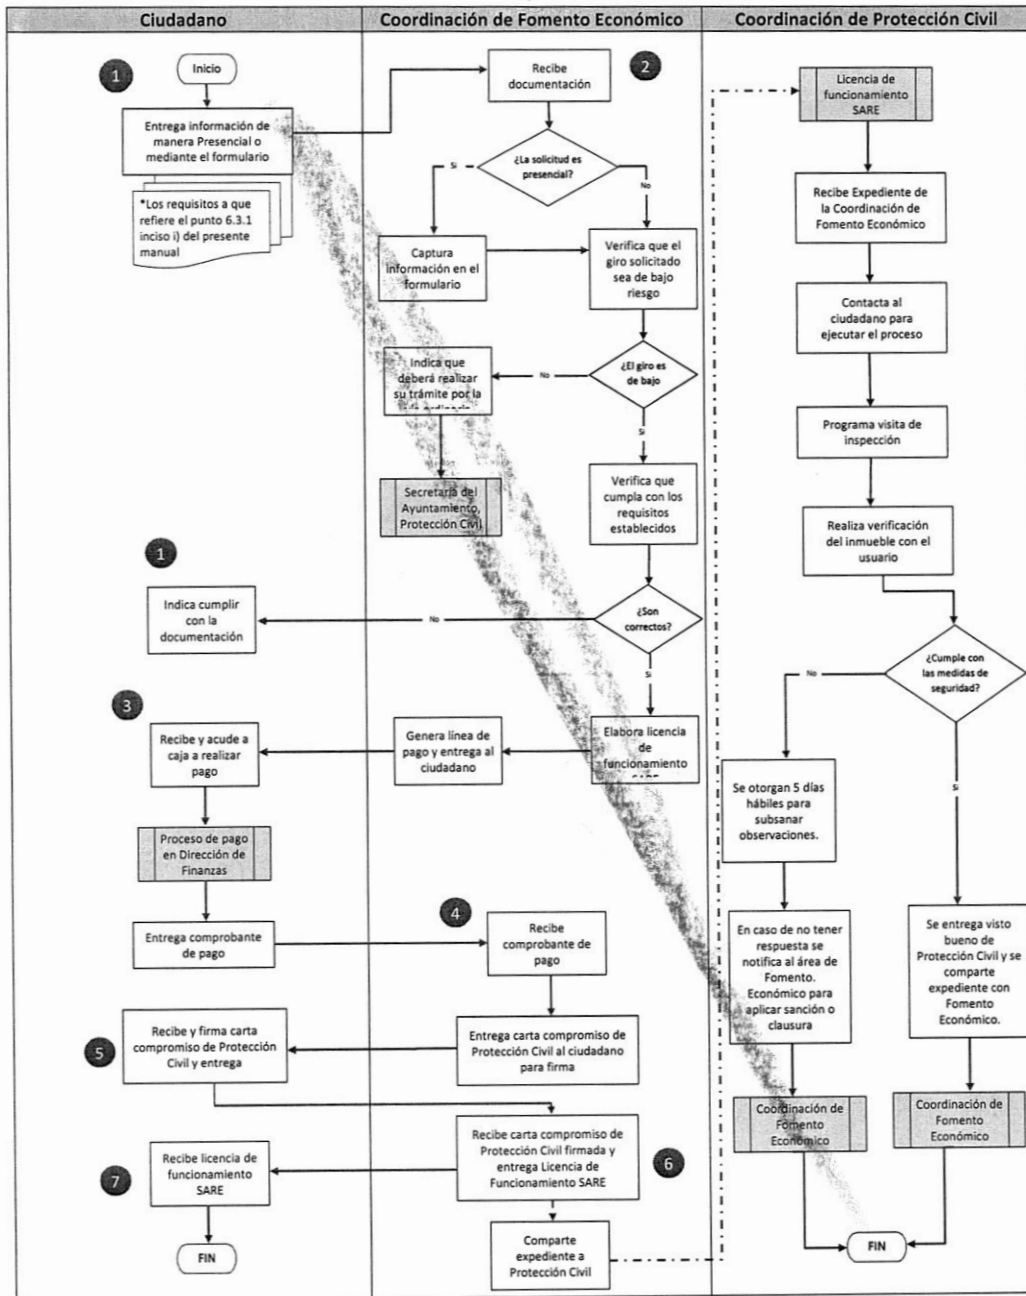 Ciudadano
Coordinación de Fomento Económico
Coordinación de Protección Civil
1
Inicio
Entrega información de
manera Presencial o
mediante el formulario
*Los requisitos a que
refiere el punto 6.3.1
inciso i) del presente
manual
2
Recibe
documentación
¿La solicitud es
presencial?
Si
No
Captura
información en el
formulario
Verifica que el
giro solicitado
sea de bajo
riesgo
¿El giro es
de bajo
No
Si
Indica que
deberá realizar
su trámite por la
Secretaría del
Ayuntamiento,
Protección Civil
Verifica que
cumpla con los
requisitos
establecidos
¿Son
correctos?
No
Si
1
Indica cumplir
con la
documentación
Elabora licencia
de
funcionamiento
Genera línea de
pago y entrega al
ciudadano
3
Recibe y acude a
caja a realizar
pago
Proceso de pago
en Dirección de
Finanzas
Entrega comprobante
de pago
4
Recibe
comprobante de
pago
Entrega carta compromiso de
Protección Civil al ciudadano
para firma
5
Recibe y firma carta
compromiso de Protección
Civil y entrega
6
Recibe carta compromiso de
Protección Civil firmada y
entrega Licencia de
Funcionamiento SARE
7
Recibe licencia de
funcionamiento
SARE
FIN
Comparte
expediente a
Protección Civil
Licencia de
funcionamiento
SARE
Recibe Expediente de
la Coordinación de
Fomento Económico
Contacta al
ciudadano para
ejecutar el proceso
Programa visita de
inspección
Realiza verificación
del inmueble con el
usuario
¿Cumple con
las medidas de
seguridad?
No
Si
Se otorgan 5 días
hábiles para
subsanar
observaciones.
En caso de no tener
respuesta se
notifica al área de
Fomento.
Económico para
aplicar sanción o
clausura
Coordinación de
Fomento
Económico
Se entrega visto
bueno de
Protección Civil y se
comparte
expediente con
Fomento
Económico.
Coordinación de
Fomento
Económico
FIN